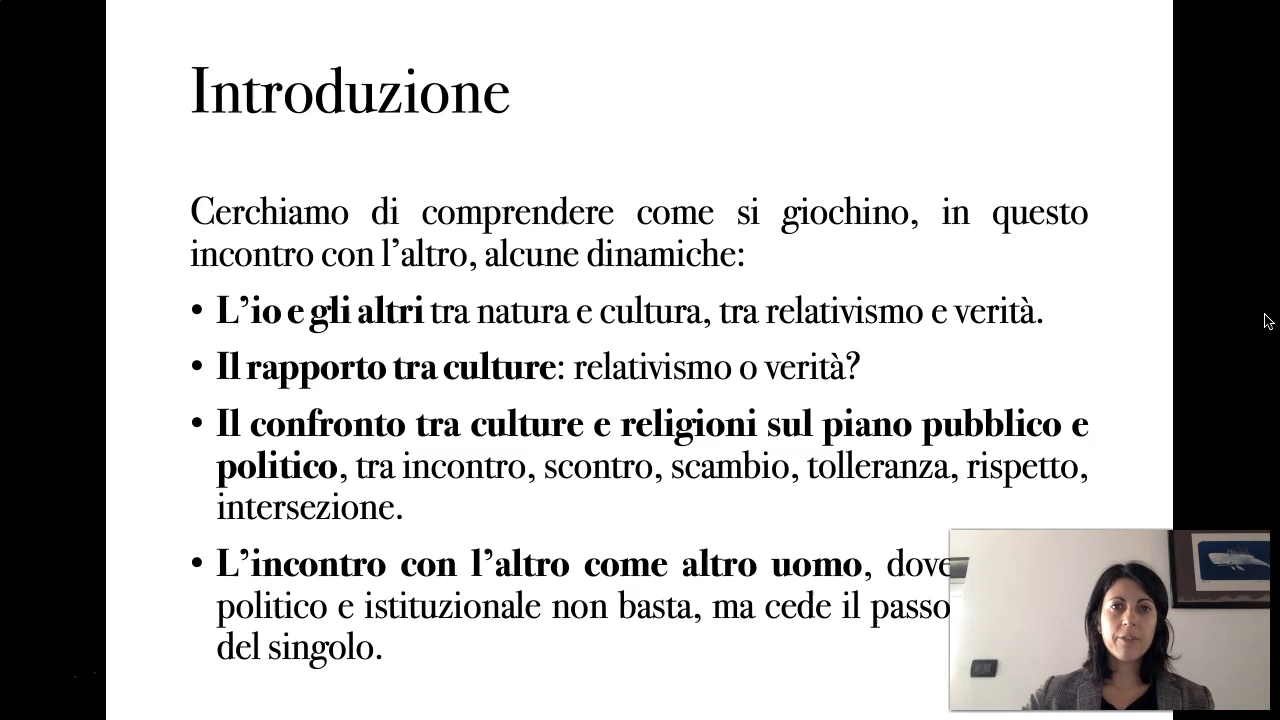 Introduzione
Cerchiamo di comprendere come si giochino, in questo
incontro con l’altro, alcune dinamiche:
• L’io e gli altri tra natura e cultura, tra relativismo e verità.
• Il rapporto tra culture: relativismo o verità?
• Il confronto tra culture e religioni sul piano pubblico e
politico, tra incontro, scontro, scambio, tolleranza, rispetto,
intersezione.
• L’incontro con l’altro come altro uomo, dove
politico e istituzionale non basta, ma cede il passo
del singolo.